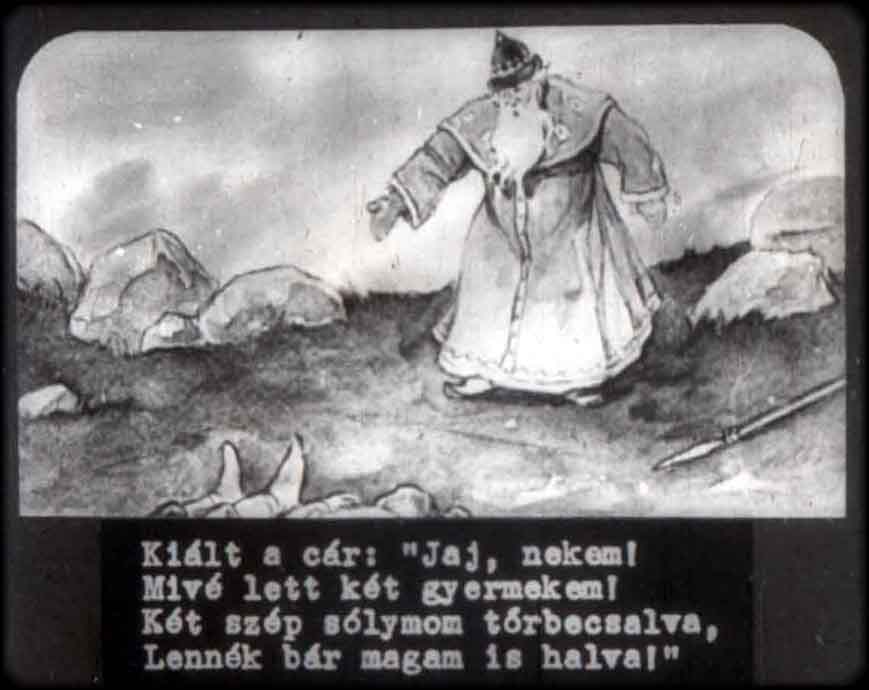 Kiált a cár: "Jaj, nekem!
Mivé lett két gyermekem!
Két szép sólymom tőrbecsalva,
Lennék bár magam is halva!"